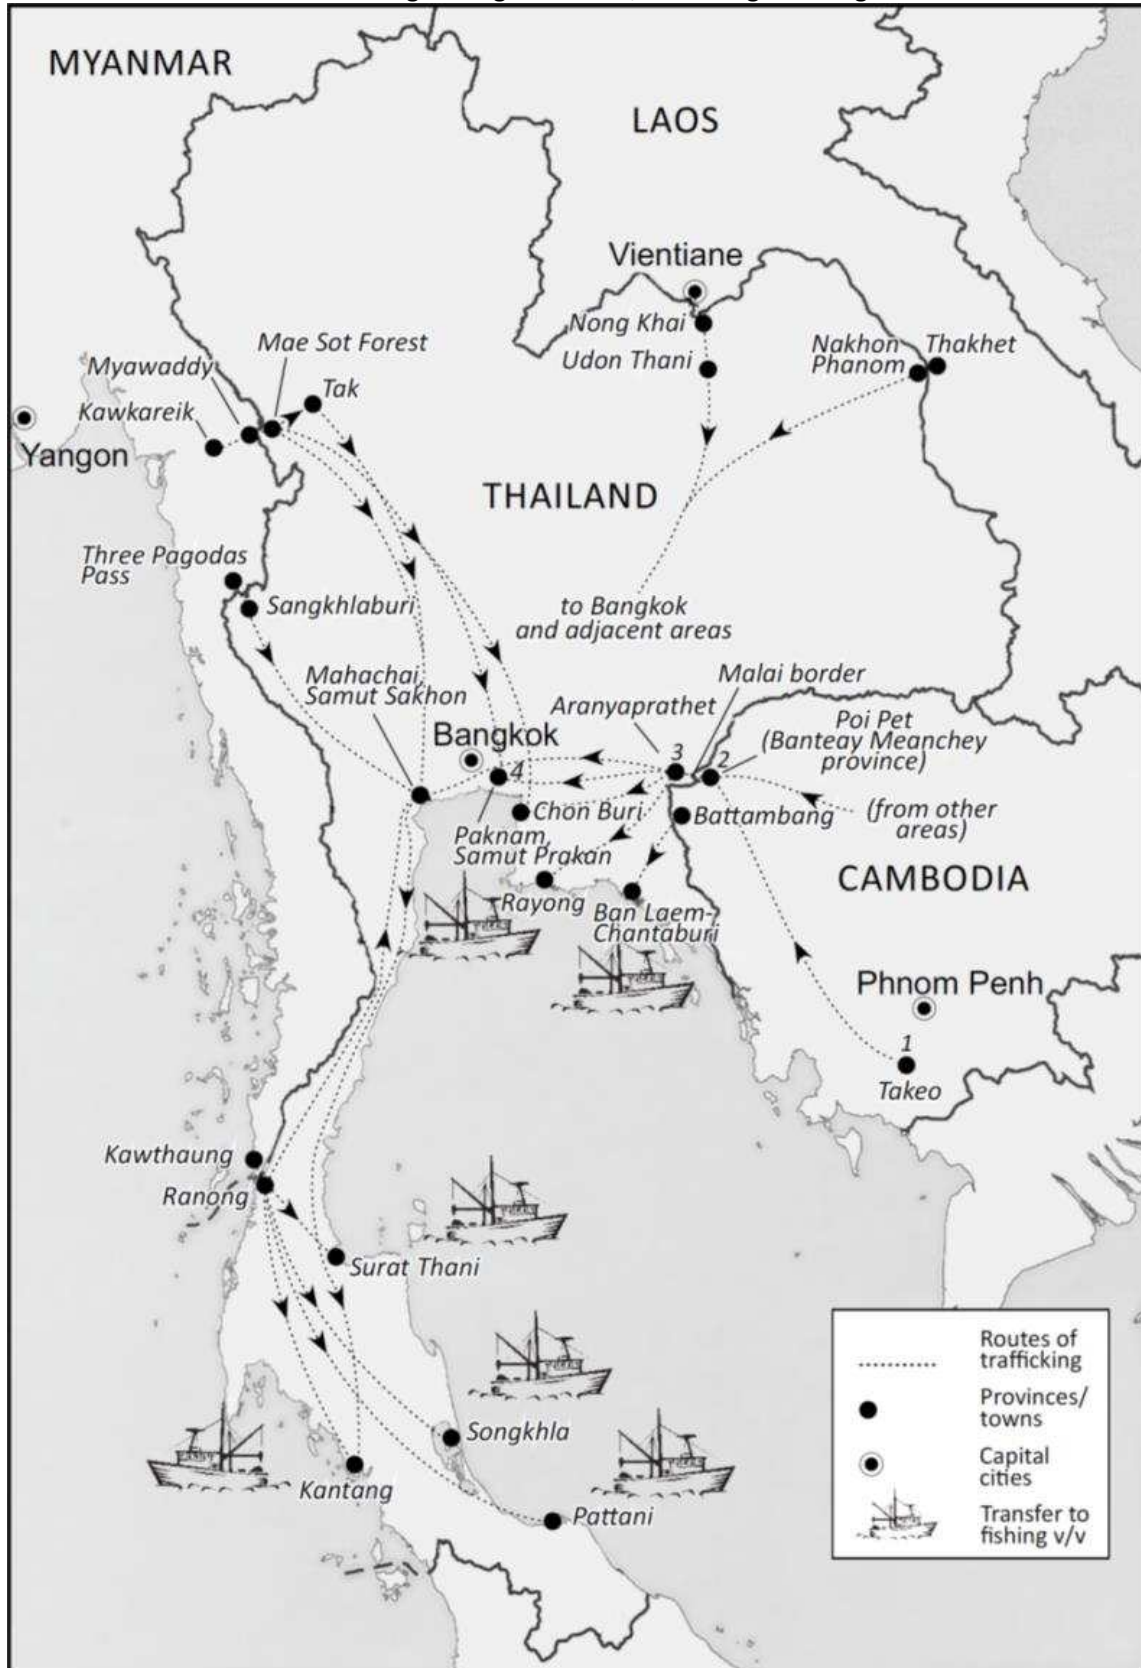 MYANMAR
LAOS
Vientiane
Nong Khai
Udon Thani
Nakhon
Phanom
Thakhet
Mae Sot Forest
Myawaddy
Tak
Kawkareik
Yangon
THAILAND
Three Pagodas
Pass
Sangkhlaburi
to Bangkok
and adjacent areas
Mahachai,
Samut Sakhon
Malai border
Aranyaprathet
Poi Pet
(Banteay Meanchey
province)
Bangkok
3
2
4
Chon Buri
Battambang
(from other
areas)
Paknam,
Samut Prakan
Rayong
Ban Laem-
Chantaburi
CAMBODIA
Phnom Penh
1
Takeo
Kawthaung
Ranong
Surat Thani
Songkhla
Kantang
Pattani
Routes of
trafficking
Provinces/
towns
Capital
cities
Transfer to
fishing v/v